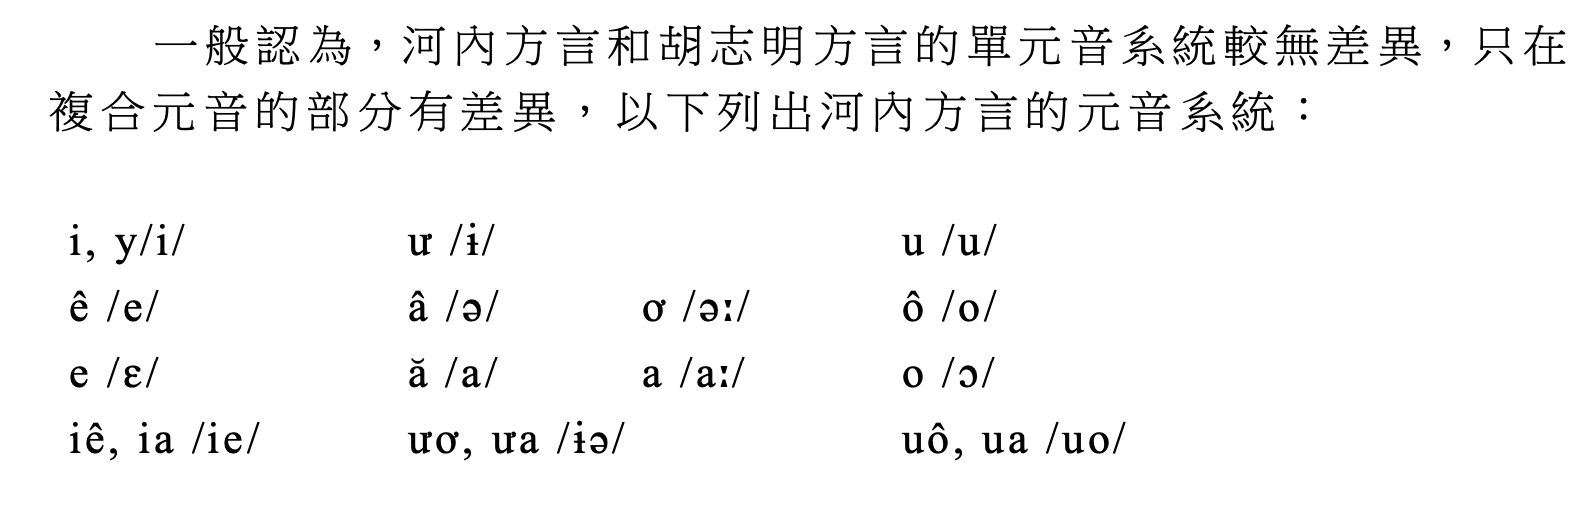 一般認為，河內方言和胡志明方言的單元音系統較無差異，只在
複合元音的部分有差異，以下列出河內方言的元音系統：
i, y/i/ ư /ɨ/ u /u/
ê /e/ â /ə/ ơ /əː/ ô /o/
e /ɛ/ ă /a/ a /aː/ o /ɔ/
iê, ia /ie/ ươ, ưa /ɨə/ uô, ua /uo/